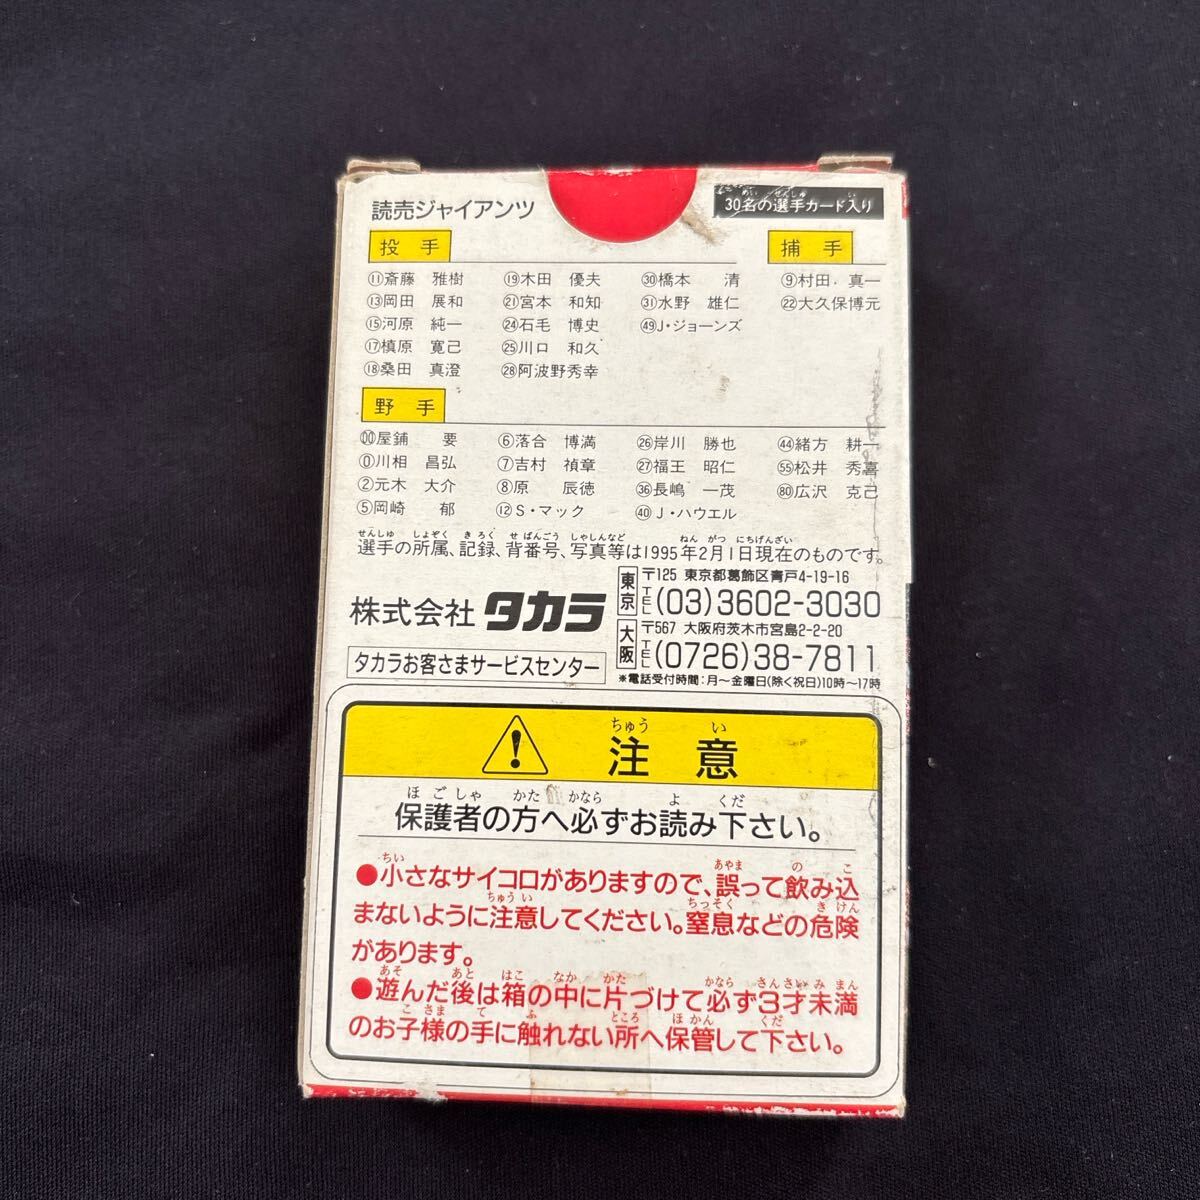 読売ジャイアンツ
30名の選手カード入り
投手
⑪斎藤 雅樹
⑬岡田 展和
⑮河原 純一
⑰槙原 寛己
⑱桑田 真澄
⑲木田 優夫
㉑宮本 和知
㉔石毛 博史
㉕川口 和久
㉘阿波野秀幸
㉚橋本 清
㉛水野 雄仁
㊾J・ジョーンズ
捕手
⑨村田 真一
㉒大久保博元
野手
00屋鋪 要
⓪川相 昌弘
②元木 大介
⑤岡崎 郁
⑥落合 博満
⑦吉村 禎章
⑧原 辰徳
⑫S・マック
㉖岸川 勝也
㉗福王 昭仁
㊱長嶋 一茂
㊵J・ハウエル
㊹緒方 耕一
55松井 秀喜
80広沢 克己
選手の所属、記録、背番号、写真等は1995年2月1日現在のものです。
株式会社 タカラ
タカラお客さまサービスセンター
東京 〒125 東京都葛飾区青戸4-19-16
TEL(03)3602-3030
大阪 〒567 大阪府茨木市宮島2-2-20
TEL(0726)38-7811
※電話受付時間：月〜金曜日(除く祝日)10時〜17時
注意
保護者の方へ必ずお読み下さい。
●小さなサイコロがありますので、誤って飲み込
まないように注意してください。窒息などの危険
があります。
●遊んだ後は箱の中に片づけて必ず3才未満
のお子様の手に触れない所へ保管して下さい。